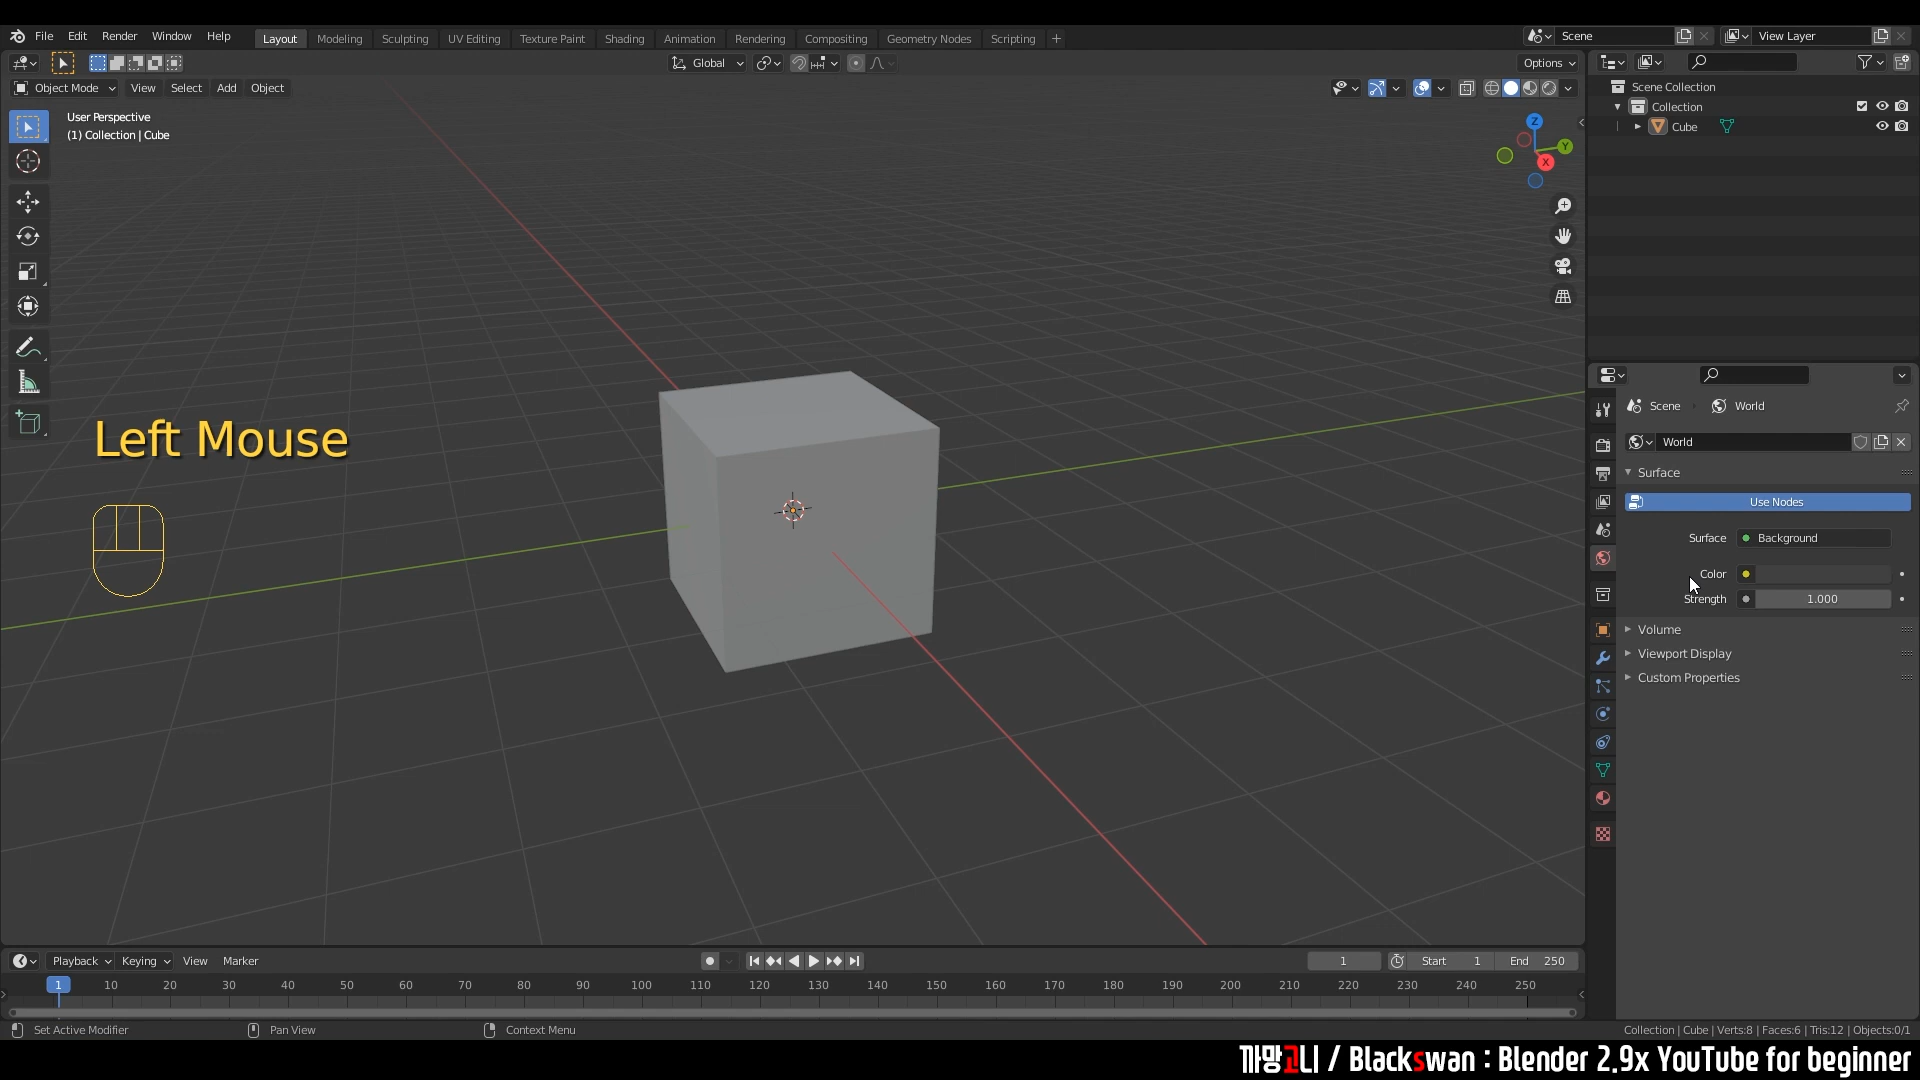 File Edit Render Window Help Layout Modeling Sculpting UV Editing Texture Paint Shading Animation Rendering Compositing Geometry Nodes Scripting + Scene View Layer
Global Options
Object Mode View Select Add Object
User Perspective
(1) Collection | Cube
Z
Y
X
Scene Collection
Collection
Cube
Left Mouse
Scene World
World
Surface
Use Nodes
Surface Background
Color
Strength 1.000
Volume
Viewport Display
Custom Properties
Playback Keying View Marker 1 Start 1 End 250
1 10 20 30 40 50 60 70 80 90 100 110 120 130 140 150 160 170 180 190 200 210 220 230 240 250
Set Active Modifier Pan View Context Menu Collection | Cube | Verts:8 | Faces:6 | Tris:12 | Objects:0/1
까망고니 / Blackswan : Blender 2.9x YouTube for beginner